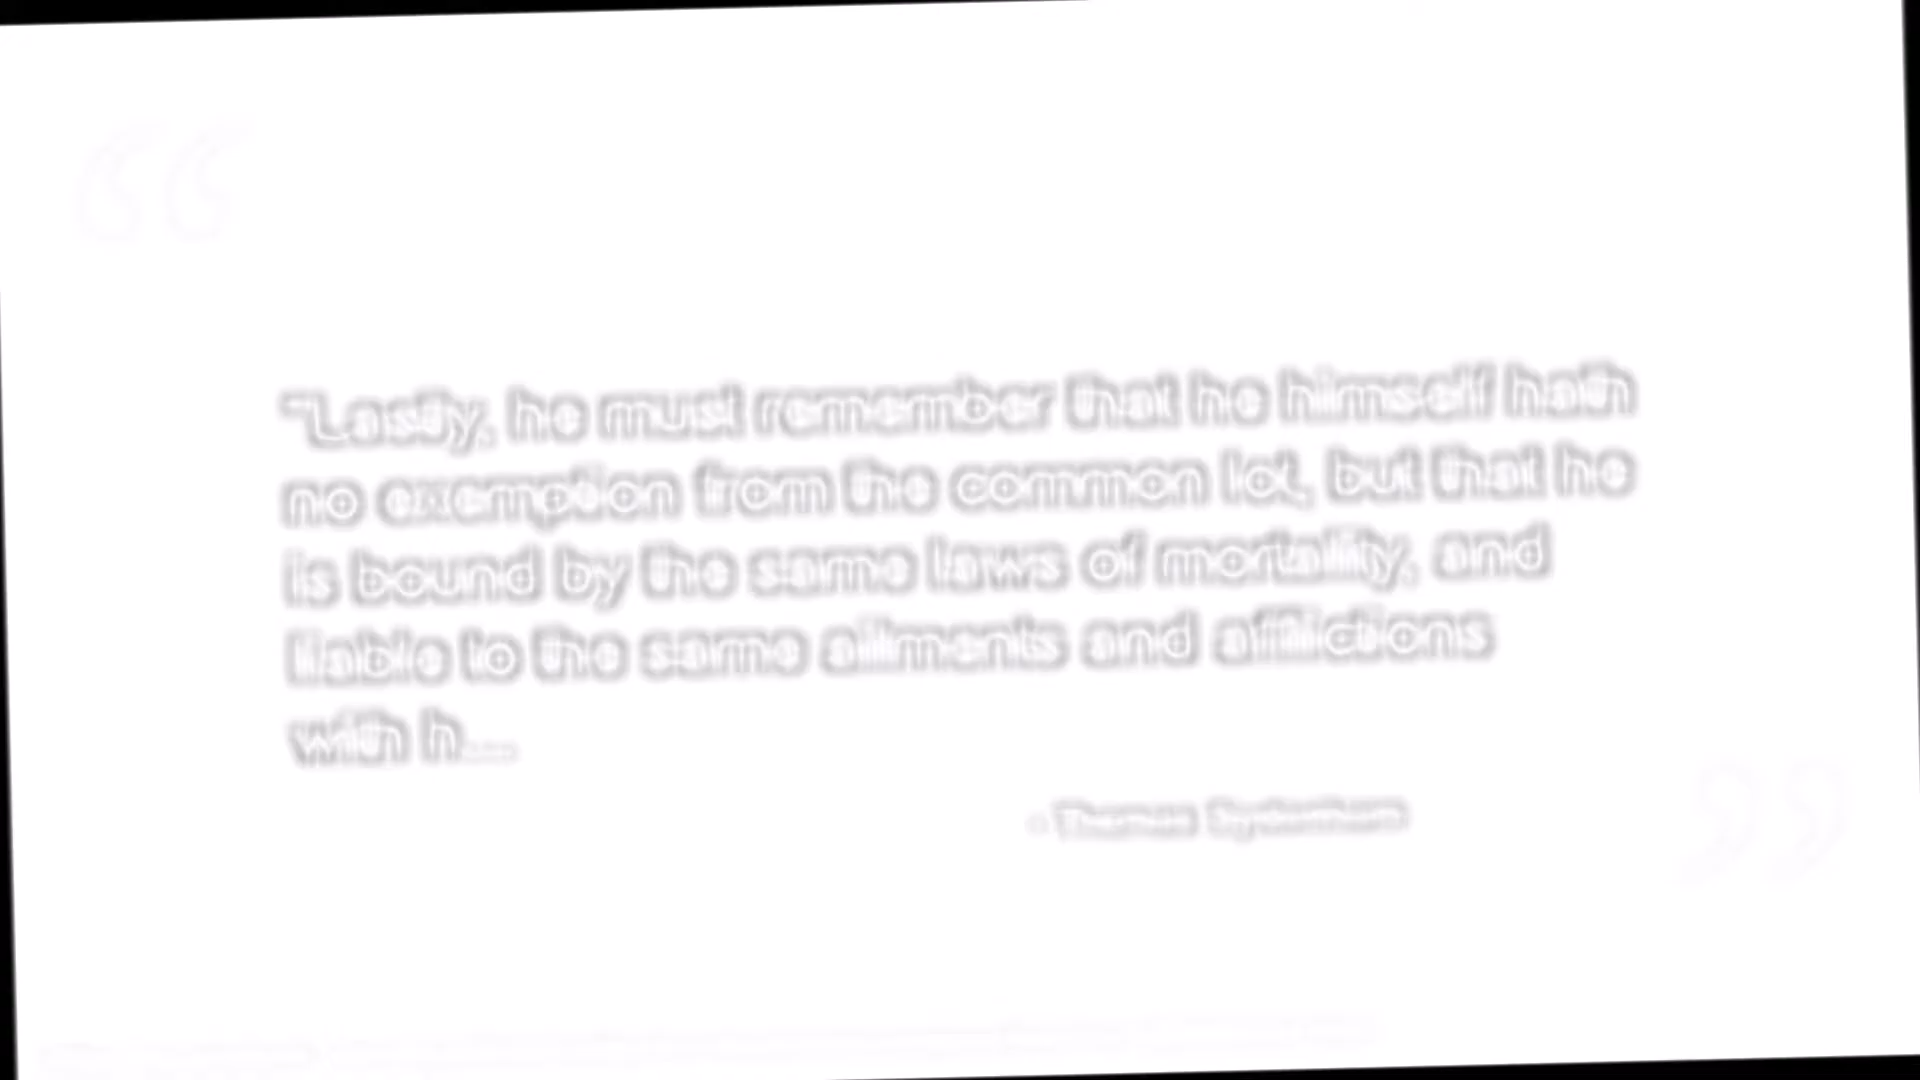 "Lastly, he must remember that he himself hath
no exemption from the common lot, but that he
is bound by the same laws of mortality, and
liable to the same ailments and afflictions
with h....
- Thomas Sydenham